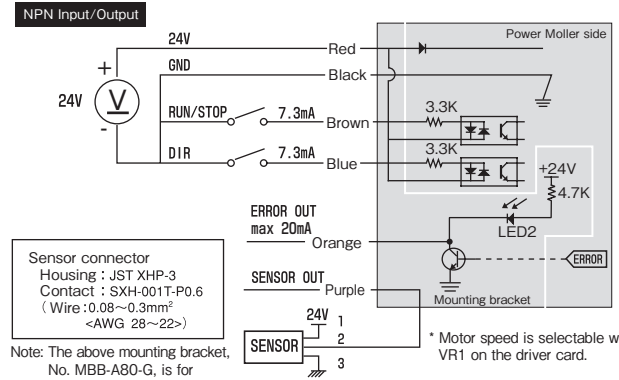 NPN Input/Output
Power Moller side
24V
Red
GND
Black
+
24V
V
-
RUN/STOP
7.3mA
Brown
3.3K
DIR
7.3mA
Blue
3.3K
+24V
4.7K
LED2
ERROR OUT
max 20mA
Orange
ERROR
SENSOR OUT
Purple
Mounting bracket
Sensor connector
Housing : JST XHP-3
Contact : SXH-001T-P0.6
( Wire : 0.08~0.3mm²
<AWG 28~22>)
24V
1
SENSOR
2
3
* Motor speed is selectable w
VR1 on the driver card.
Note: The above mounting bracket,
No. MBB-A80-G, is for